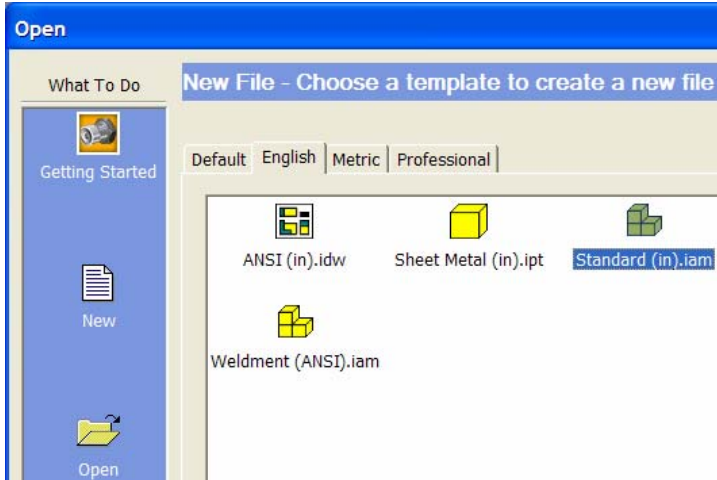 Open
What To Do
New File - Choose a template to create a new file
Getting Started
Default English Metric Professional
ANSI (in).idw Sheet Metal (in).ipt Standard (in).iam
New
Weldment (ANSI).iam
Open